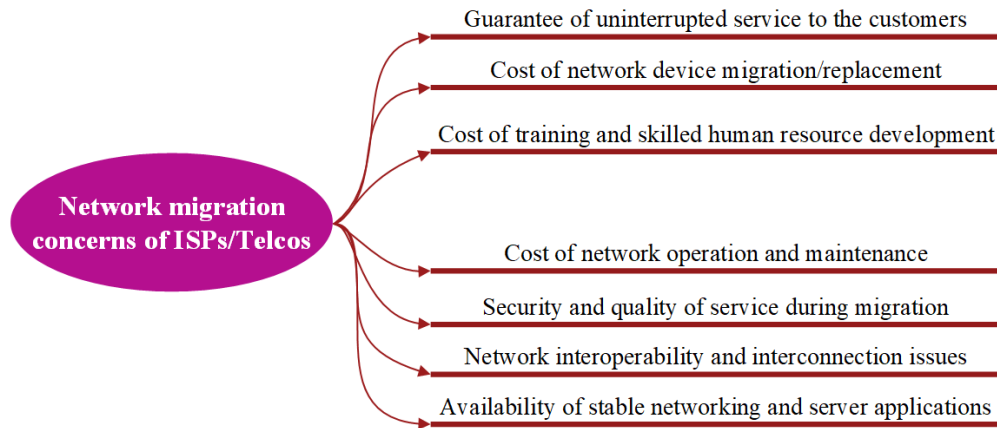 Guarantee of uninterrupted service to the customers
Cost of network device migration/replacement
Cost of training and skilled human resource development
Network migration
concerns of ISPs/Telcos
Cost of network operation and maintenance
Security and quality of service during migration
Network interoperability and interconnection issues
Availability of stable networking and server applications